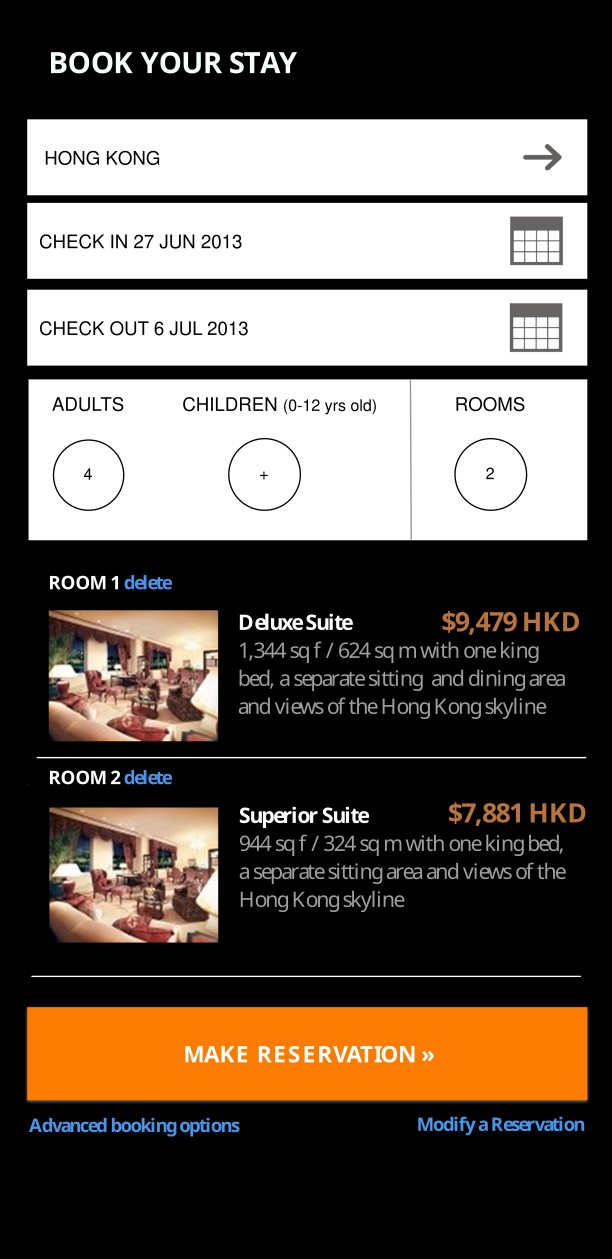 BOOK YOUR STAY
HONG KONG
CHECK IN 27 JUN 2013
CHECK OUT 6 JUL 2013
ADULTS CHILDREN (0-12 yrs old) ROOMS
4 + 2
ROOM 1 delete
Deluxe Suite $9,479 HKD
1,344 sq f / 624 sq m with one king
bed, a separate sitting and dining area
and views of the Hong Kong skyline
ROOM 2 delete
Superior Suite $7,881 HKD
944 sq f / 324 sq m with one king bed,
a separate sitting area and views of the
Hong Kong skyline
MAKE RESERVATION »
Advanced booking options Modify a Reservation